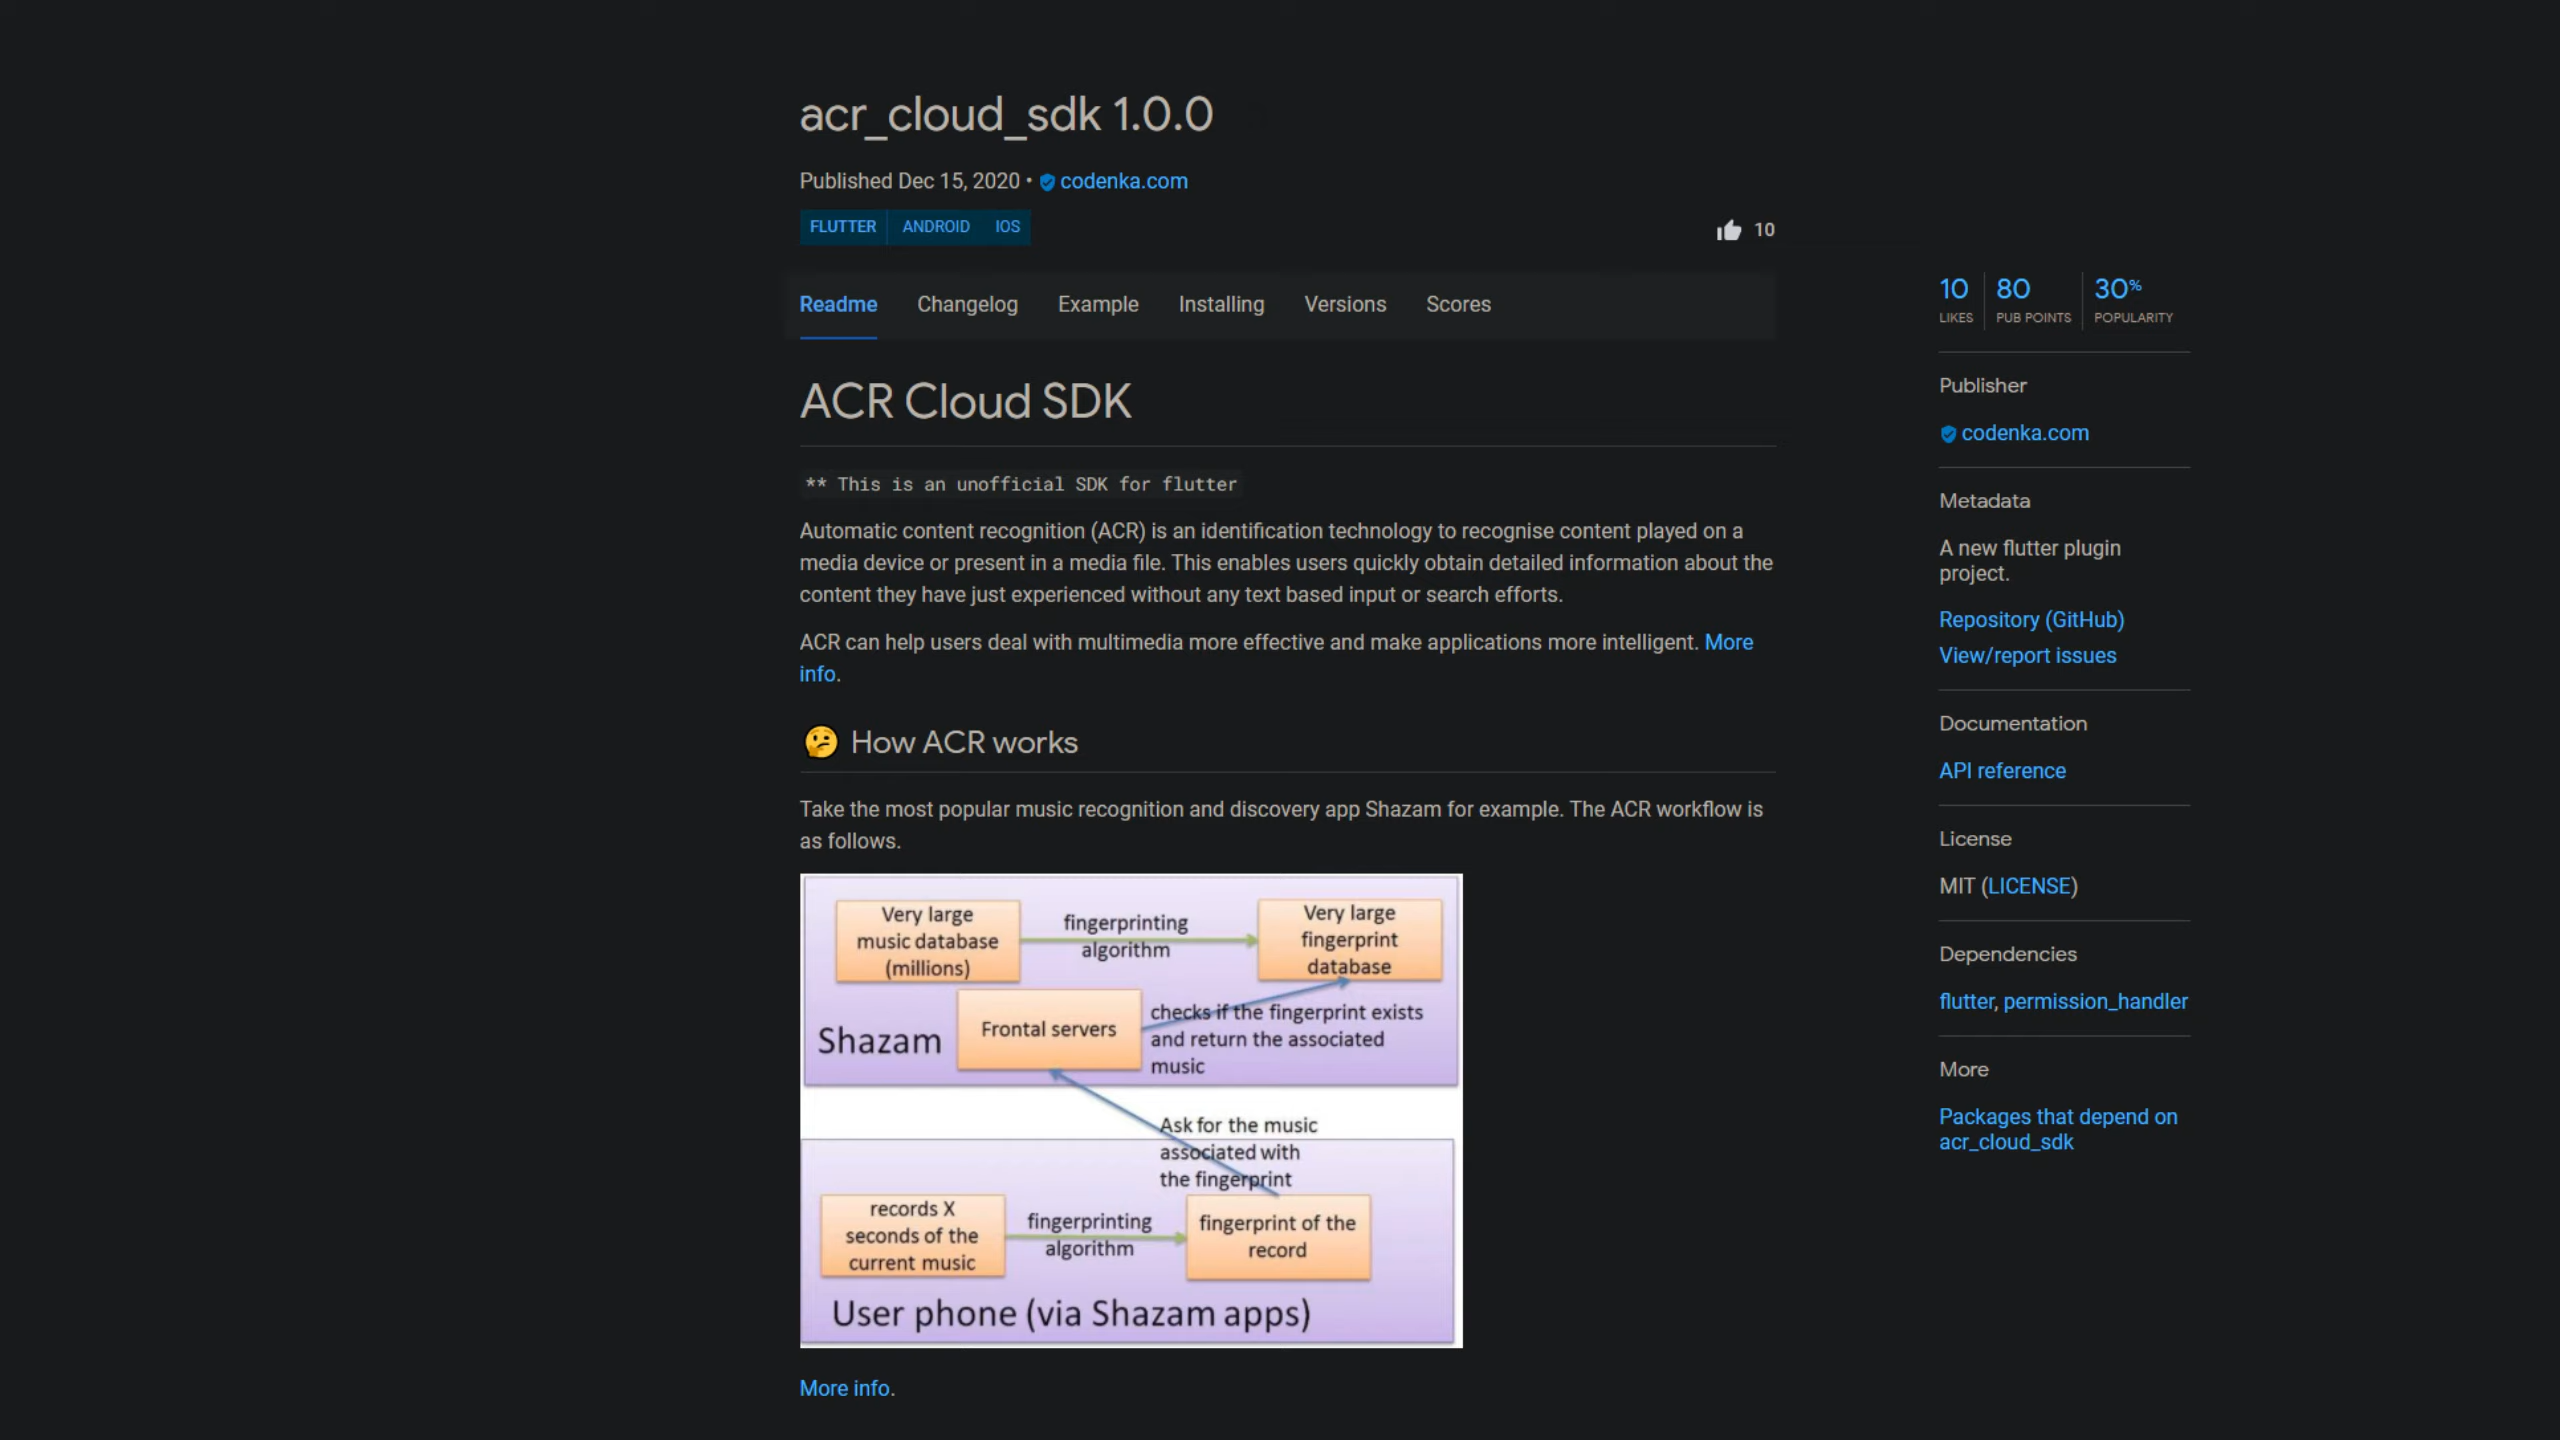 acr_cloud_sdk 1.0.0
Published Dec 15, 2020 • codenka.com
FLUTTER ANDROID IOS
10
Readme Changelog Example Installing Versions Scores
ACR Cloud SDK
** This is an unofficial SDK for flutter
Automatic content recognition (ACR) is an identification technology to recognise content played on a
media device or present in a media file. This enables users quickly obtain detailed information about the
content they have just experienced without any text based input or search efforts.
ACR can help users deal with multimedia more effective and make applications more intelligent. More
info.
How ACR works
Take the most popular music recognition and discovery app Shazam for example. The ACR workflow is
as follows.
Very large
music database
(millions)
fingerprinting
algorithm
Very large
fingerprint
database
Shazam
Frontal servers
checks if the fingerprint exists
and return the associated
music
Ask for the music
associated with
the fingerprint
records X
seconds of the
current music
fingerprinting
algorithm
fingerprint of the
record
User phone (via Shazam apps)
More info.
10 80 30%
LIKES PUB POINTS POPULARITY
Publisher
codenka.com
Metadata
A new flutter plugin
project.
Repository (GitHub)
View/report issues
Documentation
API reference
License
MIT (LICENSE)
Dependencies
flutter, permission_handler
More
Packages that depend on
acr_cloud_sdk